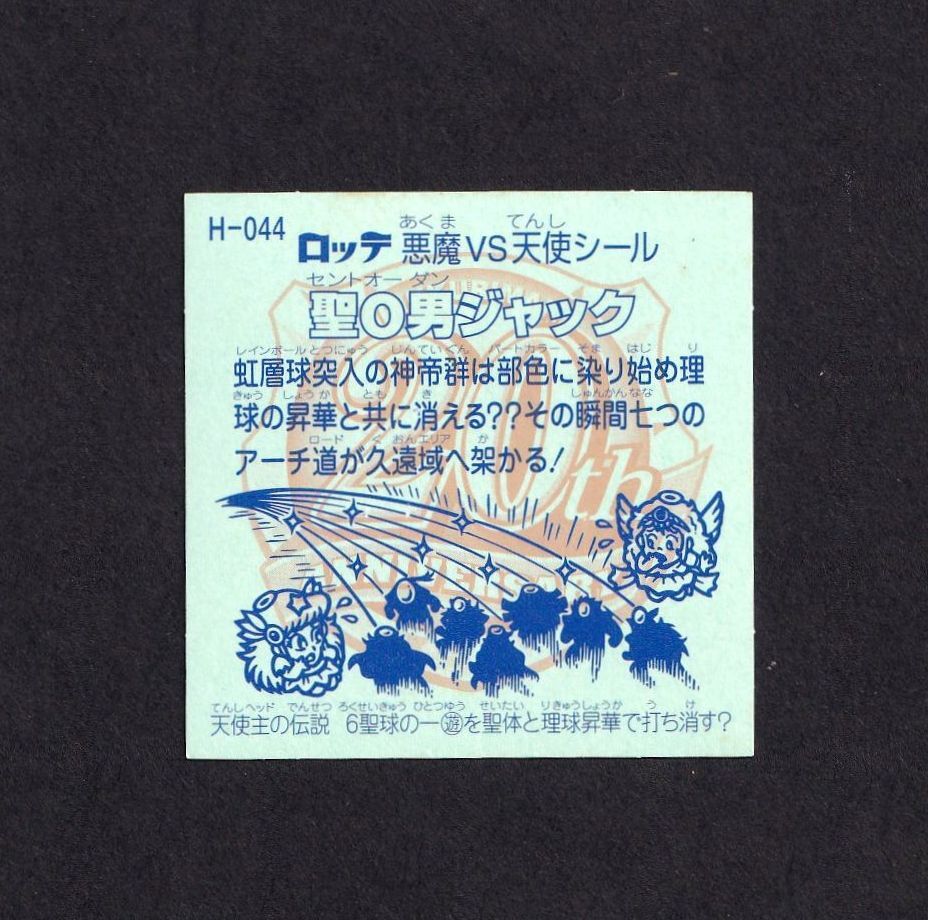 H-044
あくま てんし
ロッテ 悪魔VS天使シール
セントオー ダン
聖O男ジャック
レインボール とつにゅう じんていぐん パートカラー そま はじ り
虹層球突入の神帝群は部色に染り始め理
きゅう しょうか とも き しゅんかんなな
球の昇華と共に消える??その瞬間七つの
ロード くおんエリア か
アーチ道が久遠域へ架かる!
20th
ANNIVERSARY
てんしヘッド でんせつ ろくせいきゅう ひとつゆう せいたい りきゅうしょうか う け
天使主の伝説 6聖球の一遊を聖体と理球昇華で打ち消す?